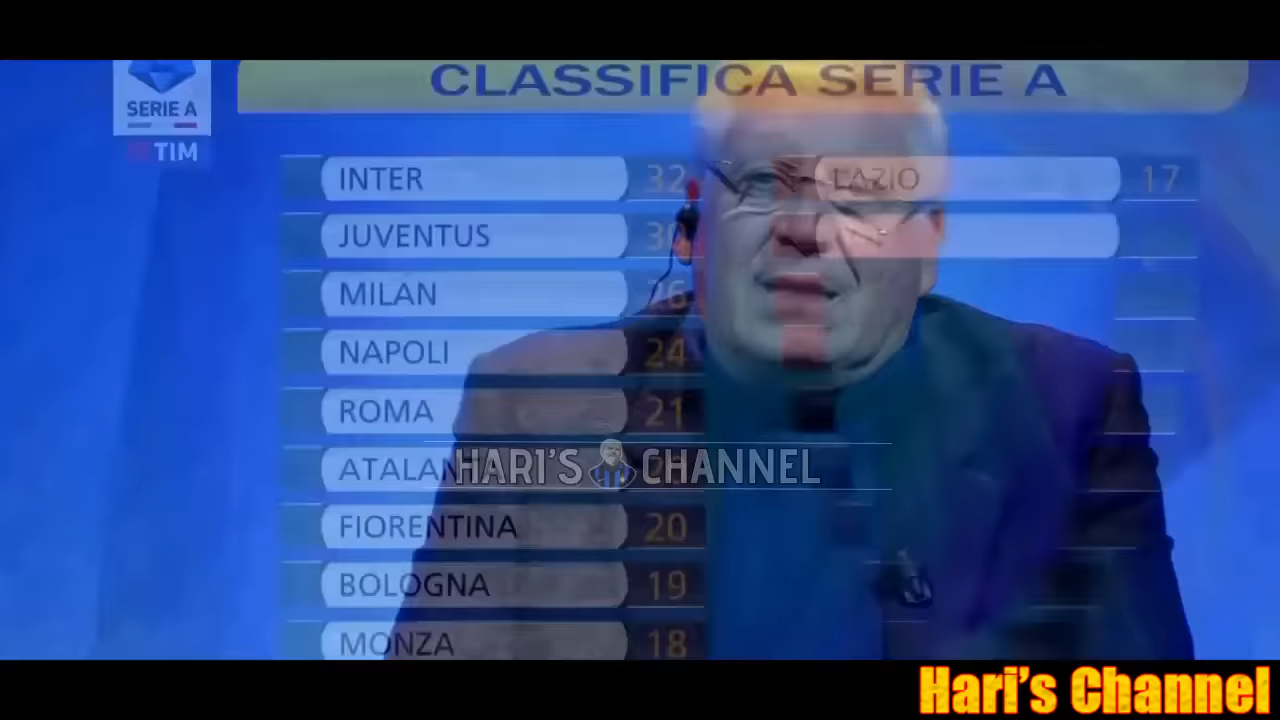 CLASSIFICA SERIE A
SERIE A
TIM
INTER 32 LAZIO 17
JUVENTUS
MILAN
NAPOLI 24
ROMA 21
HARI'S CHANNEL
FIORENTINA 20
BOLOGNA 19
MONZA 18
Hari's Channel